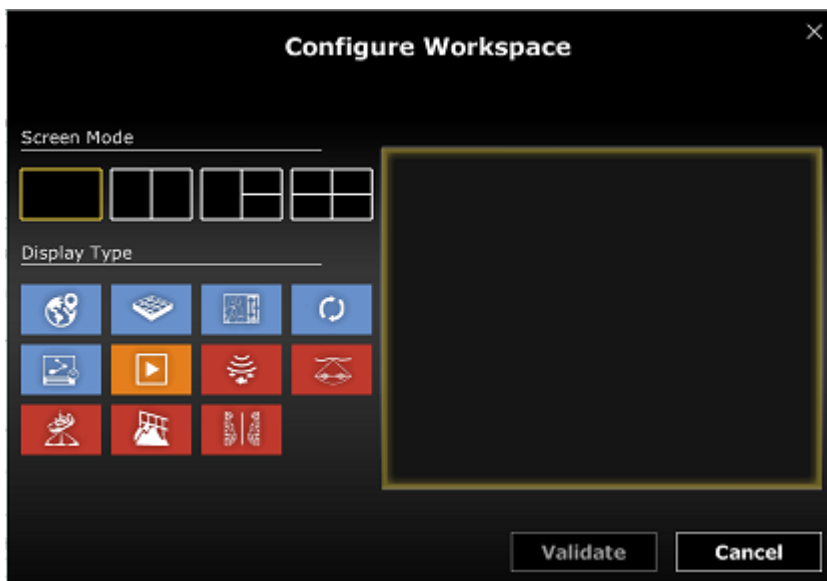 Configure Workspace
Screen Mode
Display Type
Validate
Cancel